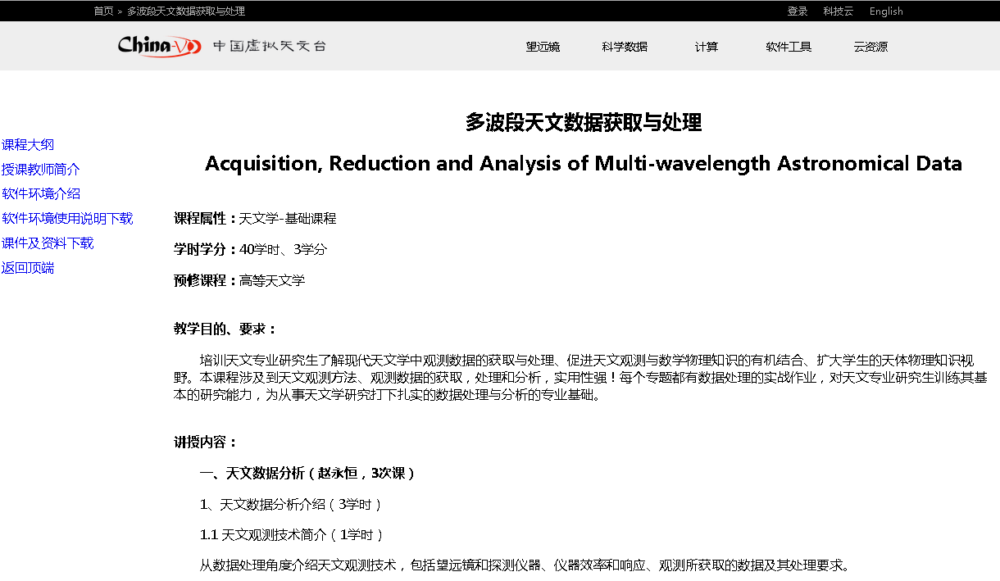 首页 > 多波段天文数据获取与处理 登录 科技云 English
China-VO 中国虚拟天文台 望远镜 科学数据 计算 软件工具 云资源
多波段天文数据获取与处理
Acquisition, Reduction and Analysis of Multi-wavelength Astronomical Data
课程大纲
授课教师简介
软件环境介绍
软件环境使用说明下载
课件及资料下载
返回顶端
课程属性：天文学-基础课程
学时学分：40学时、3学分
预修课程：高等天文学
教学目的、要求：
培训天文专业研究生了解现代天文学中观测数据的获取与处理、促进天文观测与数学物理知识的有机结合、扩大学生的天体物理知识视
野。本课程涉及到天文观测方法、观测数据的获取，处理和分析，实用性强！每个专题都有数据处理的实战作业，对天文专业研究生训练其基
本的研究能力，为从事天文学研究打下扎实的数据处理与分析的专业基础。
讲授内容：
一、天文数据分析（赵永恒，3次课）
1、天文数据分析介绍（3学时）
1.1 天文观测技术简介（1学时）
从数据处理角度介绍天文观测技术，包括望远镜和探测仪器、仪器效率和响应、观测所获取的数据及其处理要求。